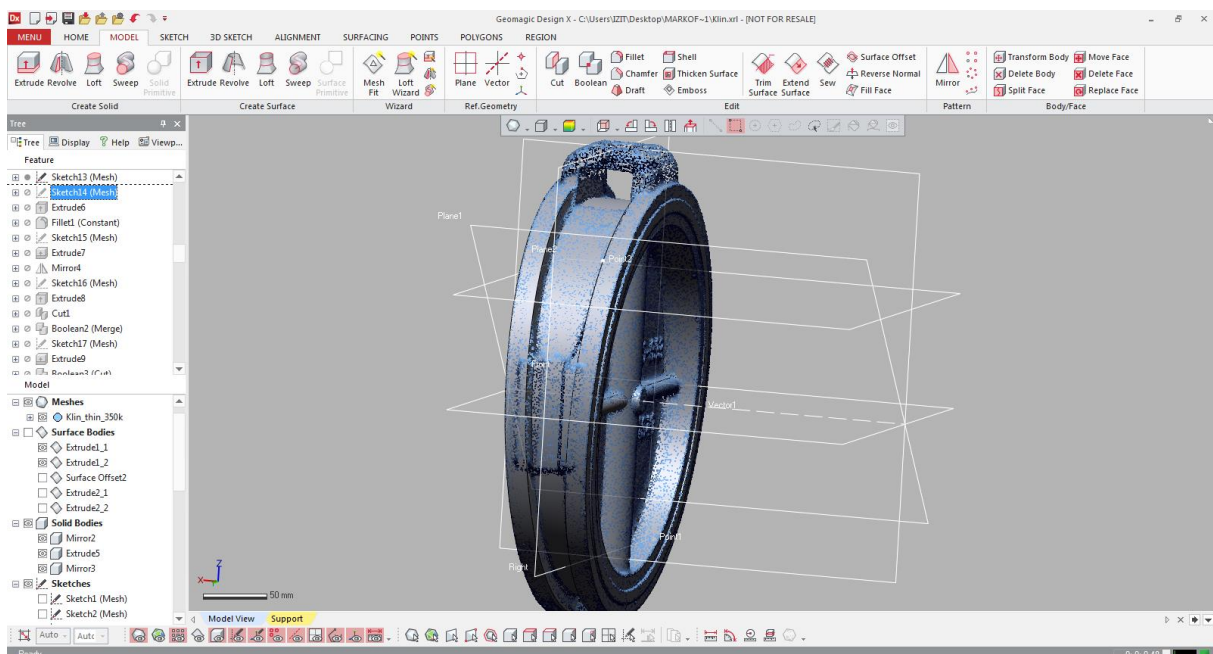 Geomagic Design X - C:\Users\IZIT\Desktop\MARKOF~1\Klin.xrl - [NOT FOR RESALE]
MENU HOME MODEL SKETCH 3D SKETCH ALIGNMENT SURFACING POINTS POLYGONS REGION
Extrude Revolve Loft Sweep Solid Primitive
Create Solid
Extrude Revolve Loft Sweep Surface Primitive
Create Surface
Mesh Fit Loft Wizard
Wizard
Plane Vector
Ref.Geometry
Cut Boolean Fillet Chamfer Draft Shell Thicken Surface Emboss Trim Surface Extend Surface Sew Surface Offset Reverse Normal Fill Face
Edit
Mirror
Pattern
Transform Body Move Face
Delete Body Delete Face
Split Face Replace Face
Body/Face
Tree
Tree Display Help Viewp...
Feature
Sketch13 (Mesh)
Sketch14 (Mesh)
Extrude6
Fillet1 (Constant)
Sketch15 (Mesh)
Extrude7
Mirror4
Sketch16 (Mesh)
Extrude8
Cut1
Boolean2 (Merge)
Sketch17 (Mesh)
Extrude9
Boolean3 (Cut)
Model
Meshes
Klin_thin_350k
Surface Bodies
Extrude1_1
Extrude1_2
Surface Offset2
Extrude2_1
Extrude2_2
Solid Bodies
Mirror2
Extrude5
Mirror3
Sketches
Sketch1 (Mesh)
Sketch2 (Mesh)
Plane1
Plane2
Point2
Vector1
Point1
Right
Z
X
50 mm
Model View Support
Auto
Ready